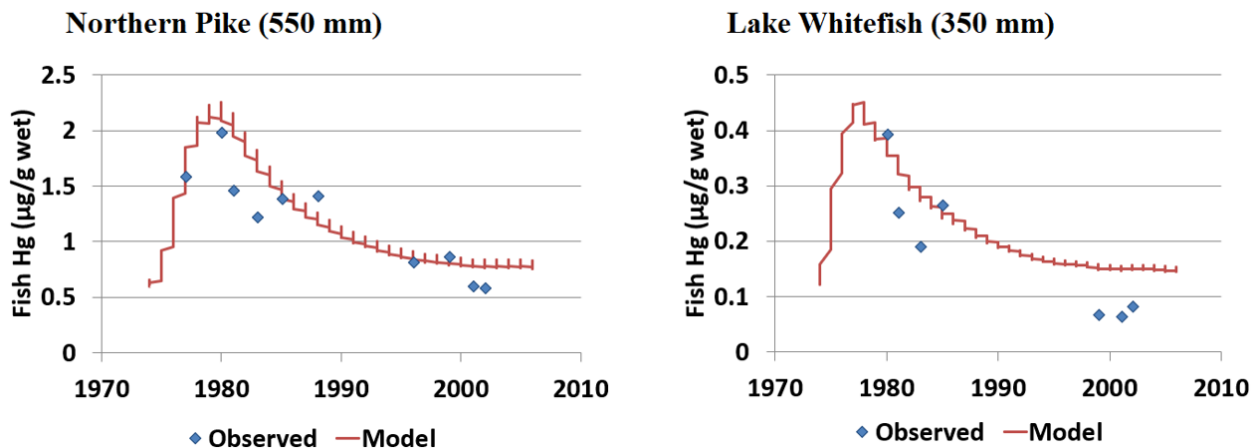 Northern Pike (550 mm)
Fish Hg (µg/g wet)
2.5
2
1.5
1
0.5
0
1970 1980 1990 2000 2010
Observed Model
Lake Whitefish (350 mm)
Fish Hg (µg/g wet)
0.5
0.4
0.3
0.2
0.1
0
1970 1980 1990 2000 2010
Observed Model